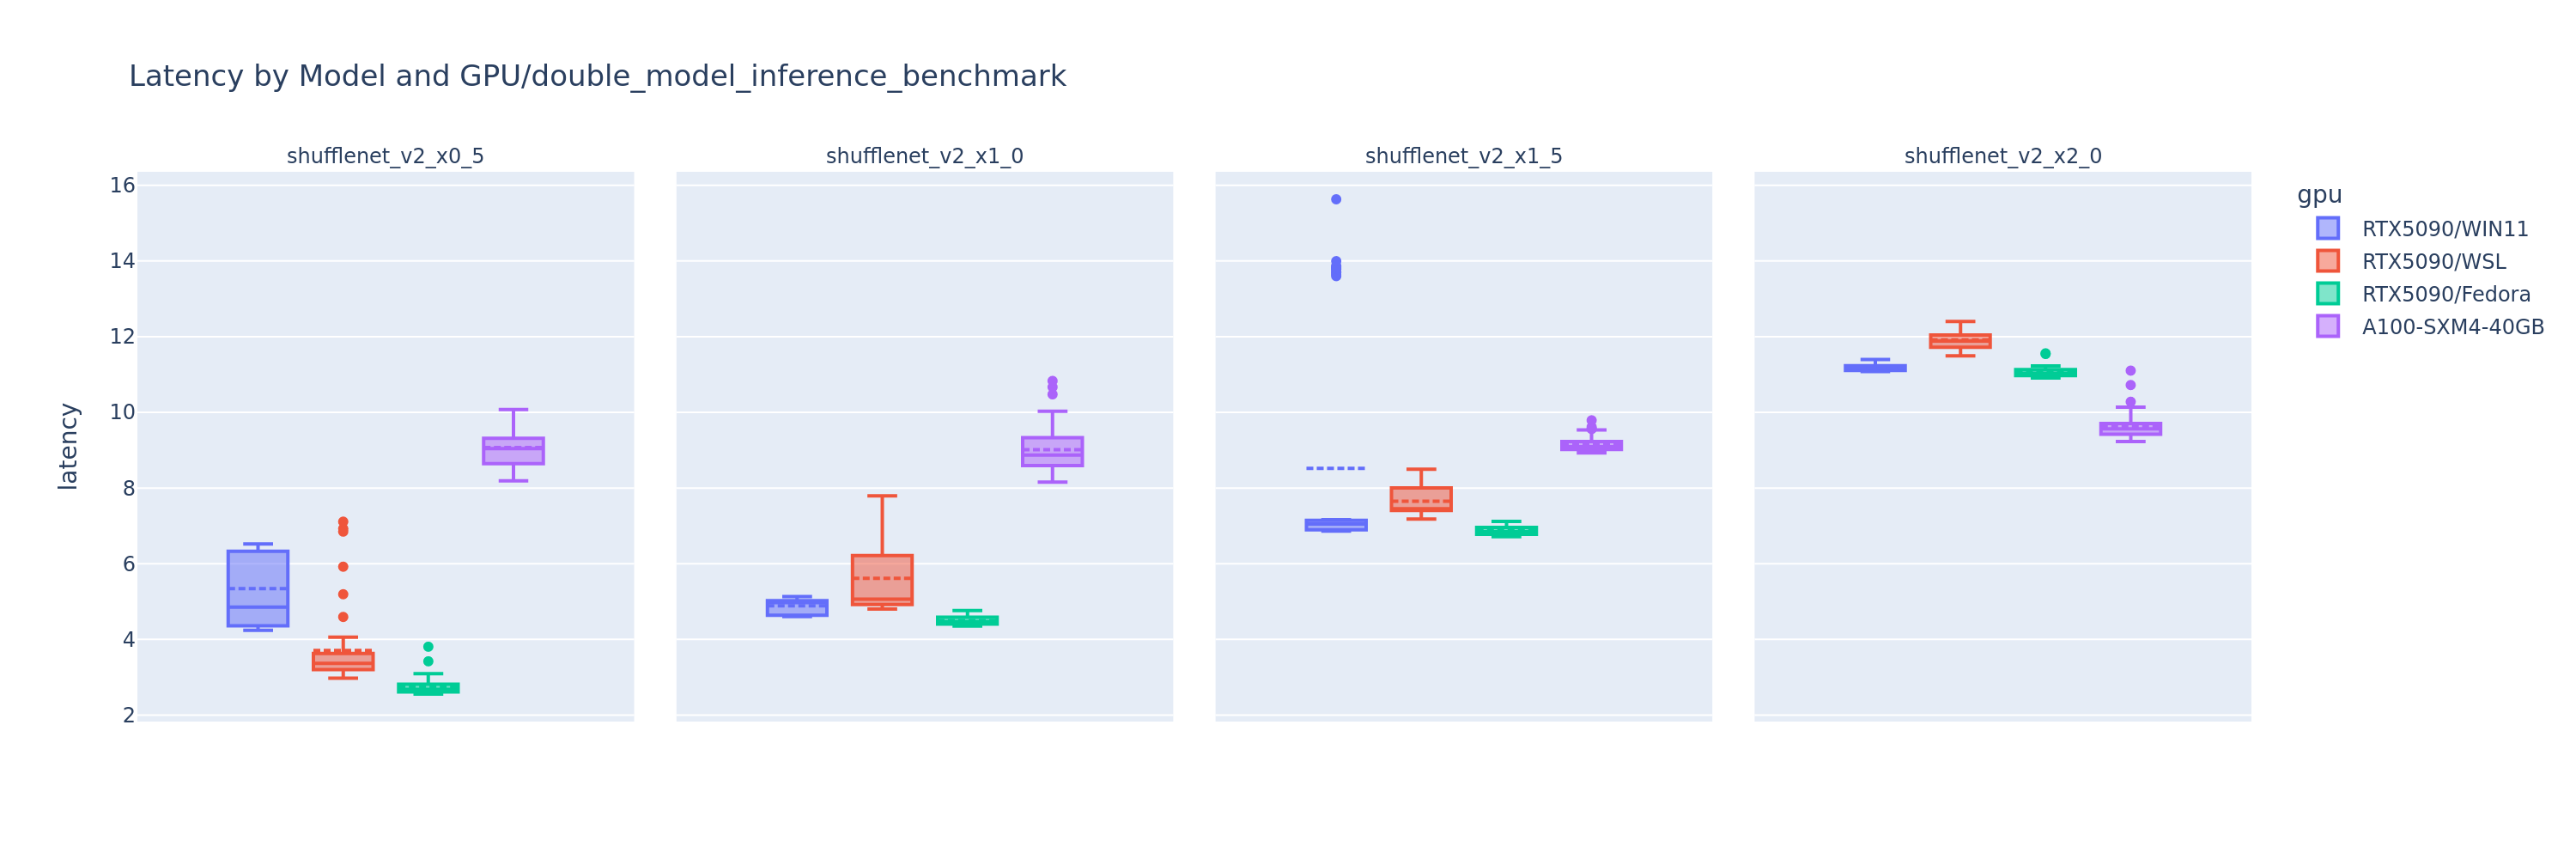 Latency by Model and GPU/double_model_inference_benchmark
shufflenet_v2_x0_5
shufflenet_v2_x1_0
shufflenet_v2_x1_5
shufflenet_v2_x2_0
gpu
RTX5090/WIN11
RTX5090/WSL
RTX5090/Fedora
A100-SXM4-40GB
latency
16
14
12
10
8
6
4
2